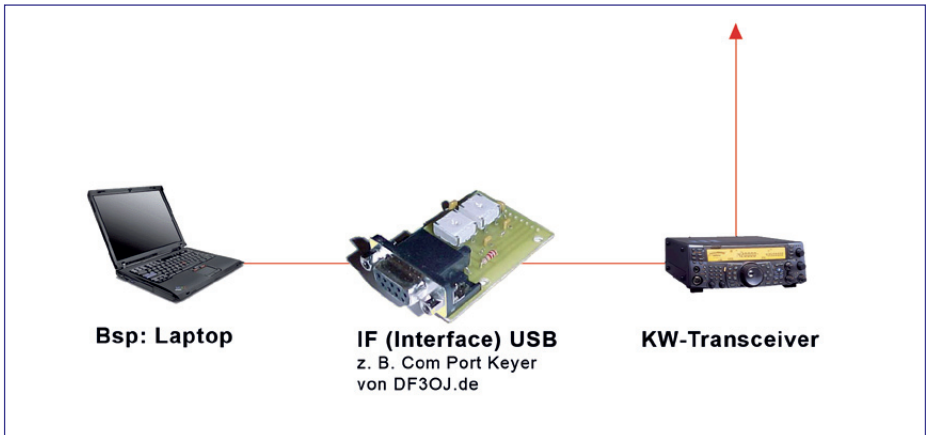 Bsp: Laptop
IF (Interface) USB
z. B. Com Port Keyer
von DF3OJ.de
KW-Transceiver